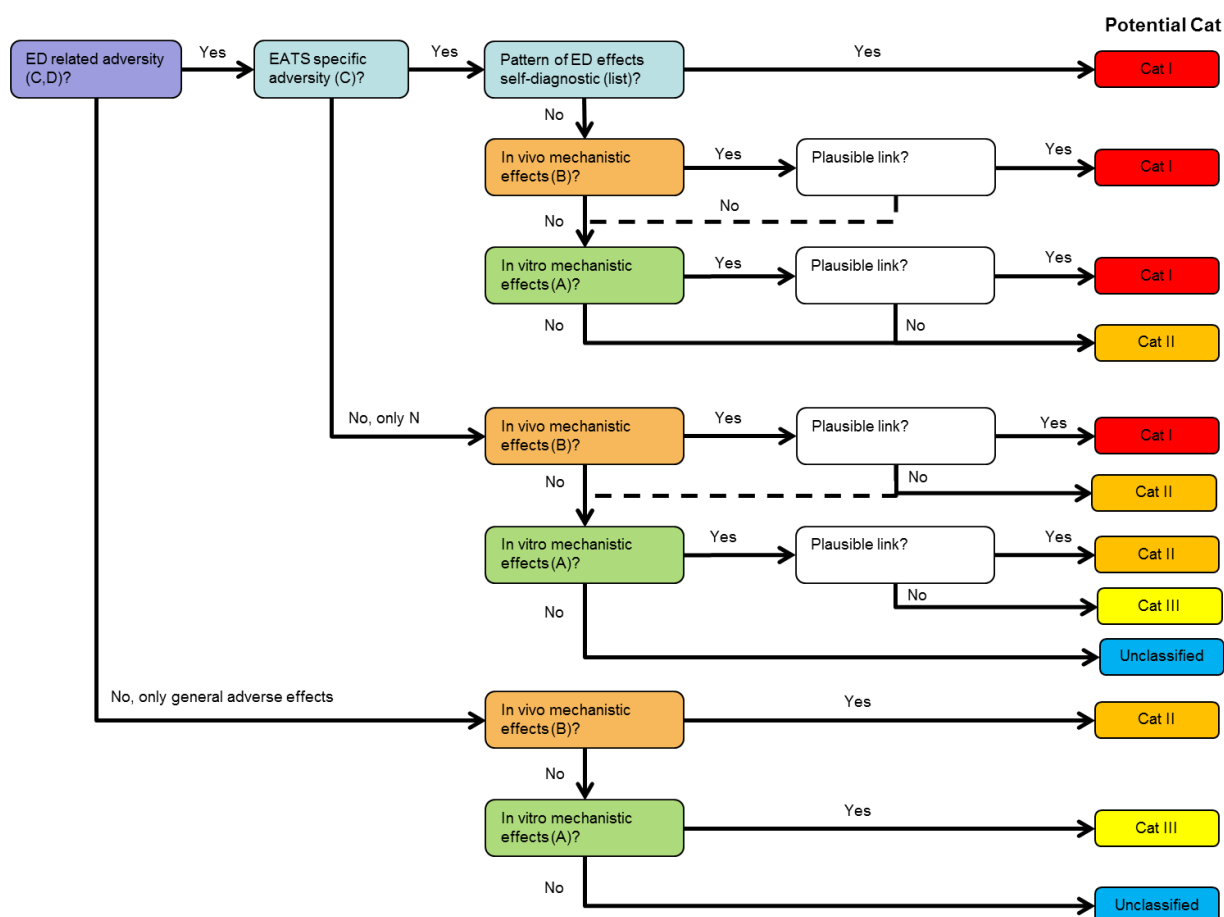 Potential Cat
ED related adversity
(C,D)?
Yes
EATS specific
adversity (C)?
Yes
Pattern of ED effects
self-diagnostic (list)?
Yes
Cat I
No
In vivo mechanistic
effects (B)?
Yes
Plausible link?
Yes
Cat I
No
No
In vitro mechanistic
effects (A)?
Yes
Plausible link?
Yes
Cat I
No
No
Cat II
No, only N
In vivo mechanistic
effects (B)?
Yes
Plausible link?
Yes
Cat I
No
No
Cat II
In vitro mechanistic
effects (A)?
Yes
Plausible link?
Yes
Cat II
No
No
Cat III
Unclassified
No, only general adverse effects
In vivo mechanistic
effects (B)?
Yes
Cat II
No
In vitro mechanistic
effects (A)?
Yes
Cat III
No
Unclassified